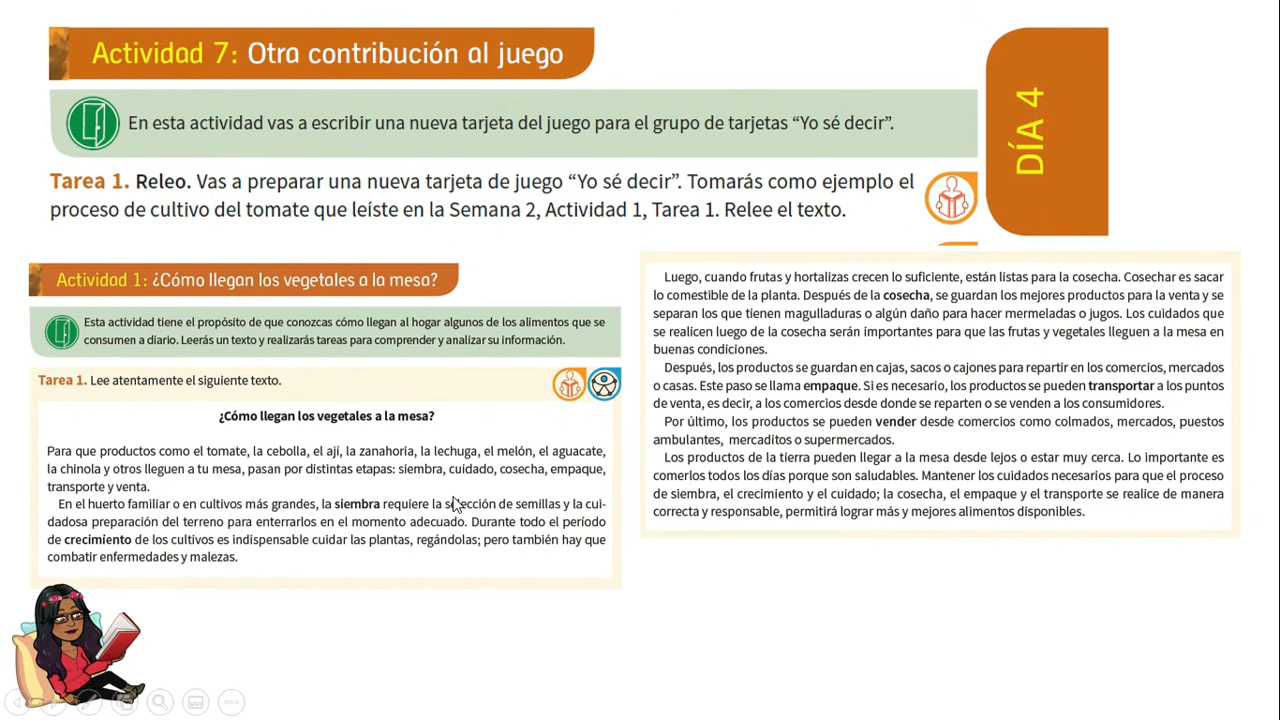 Actividad 7: Otra contribución al juego
DÍA 4
En esta actividad vas a escribir una nueva tarjeta del juego para el grupo de tarjetas “Yo sé decir”.
Tarea 1. Releo. Vas a preparar una nueva tarjeta de juego “Yo sé decir”. Tomarás como ejemplo el
proceso de cultivo del tomate que leíste en la Semana 2, Actividad 1, Tarea 1. Relee el texto.
Actividad 1: ¿Cómo llegan los vegetales a la mesa?
Esta actividad tiene el propósito de que conozcas cómo llegan al hogar algunos de los alimentos que se
consumen a diario. Leerás un texto y realizarás tareas para comprender y analizar su información.
Tarea 1. Lee atentamente el siguiente texto.
¿Cómo llegan los vegetales a la mesa?
Para que productos como el tomate, la cebolla, el ají, la zanahoria, la lechuga, el melón, el aguacate,
la chinola y otros lleguen a tu mesa, pasan por distintas etapas: siembra, cuidado, cosecha, empaque,
transporte y venta.
En el huerto familiar o en cultivos más grandes, la siembra requiere la selección de semillas y la cui-
dadosa preparación del terreno para enterrarlos en el momento adecuado. Durante todo el período
de crecimiento de los cultivos es indispensable cuidar las plantas, regándolas; pero también hay que
combatir enfermedades y malezas.
Luego, cuando frutas y hortalizas crecen lo suficiente, están listas para la cosecha. Cosechar es sacar
lo comestible de la planta. Después de la cosecha, se guardan los mejores productos para la venta y se
separan los que tienen magulladuras o algún daño para hacer mermeladas o jugos. Los cuidados que
se realicen luego de la cosecha serán importantes para que las frutas y vegetales lleguen a la mesa en
buenas condiciones.
Después, los productos se guardan en cajas, sacos o cajones para repartir en los comercios, mercados
o casas. Este paso se llama empaque. Si es necesario, los productos se pueden transportar a los puntos
de venta, es decir, a los comercios desde donde se reparten o se venden a los consumidores.
Por último, los productos se pueden vender desde comercios como colmados, mercados, puestos
ambulantes, mercaditos o supermercados.
Los productos de la tierra pueden llegar a la mesa desde lejos o estar muy cerca. Lo importante es
comerlos todos los días porque son saludables. Mantener los cuidados necesarios para que el proceso
de siembra, el crecimiento y el cuidado; la cosecha, el empaque y el transporte se realice de manera
correcta y responsable, permitirá lograr más y mejores alimentos disponibles.